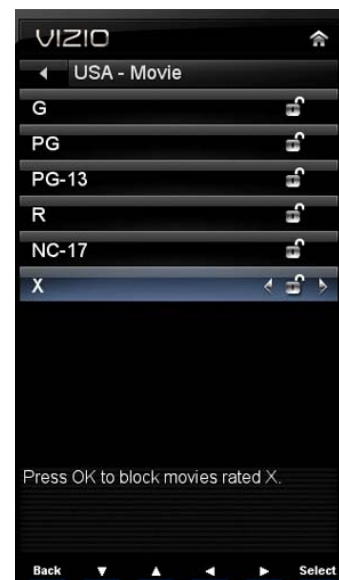 VIZIO
USA - Movie
G
PG
PG-13
R
NC-17
X
Press OK to block movies rated X.
Back Select